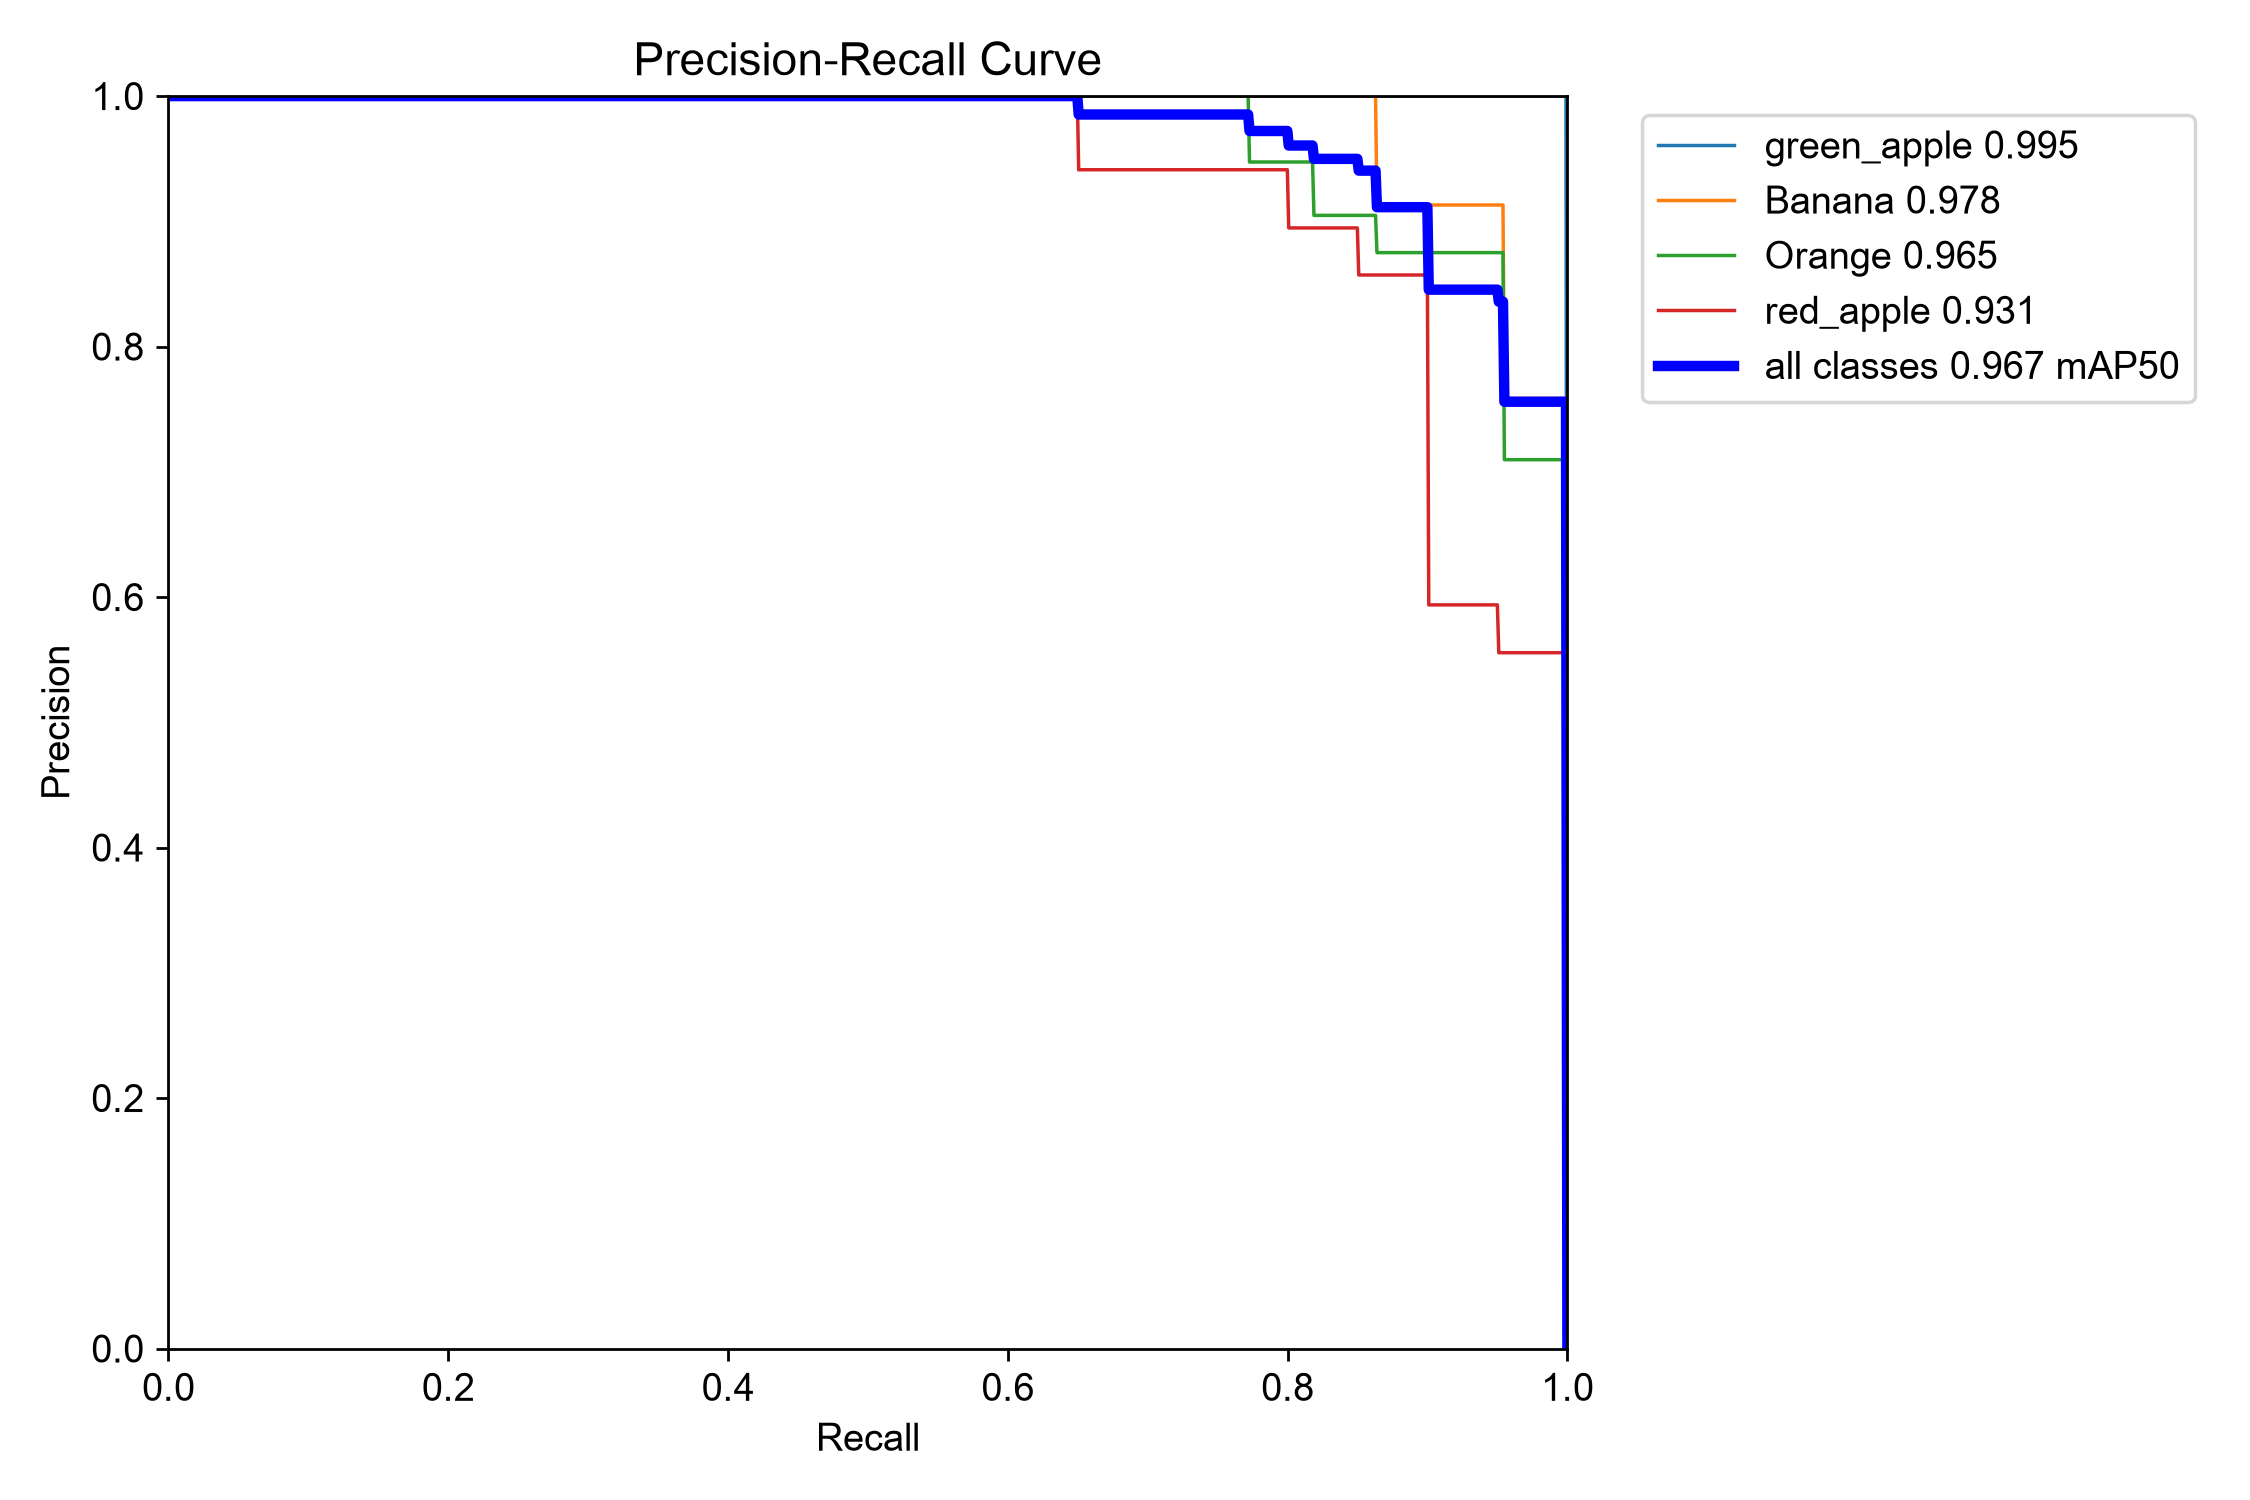 Precision-Recall Curve
1.0
0.8
0.6
0.4
0.2
0.0
Precision
0.0 0.2 0.4 0.6 0.8 1.0
Recall
green_apple 0.995
Banana 0.978
Orange 0.965
red_apple 0.931
all classes 0.967 mAP50